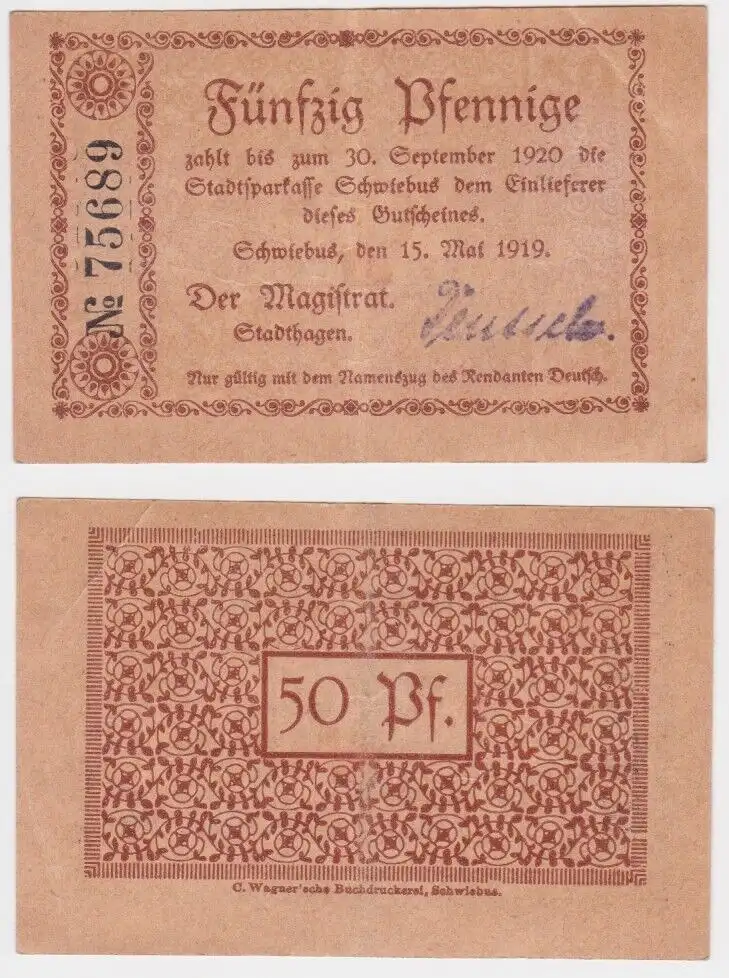 № 75689
Fünfzig Pfennige
zahlt bis zum 30. September 1920 die
Stadtsparkasse Schwiebus dem Einlieferer
dieses Gutscheines.
Schwiebus, den 15. Mai 1919.
Der Magistrat.
Stadthagen.
Deutsch.
Nur gültig mit dem Namenszug des Rendanten Deutsch.
50 Pf.
C. Wagner'sche Buchdruckerei, Schwiebus.